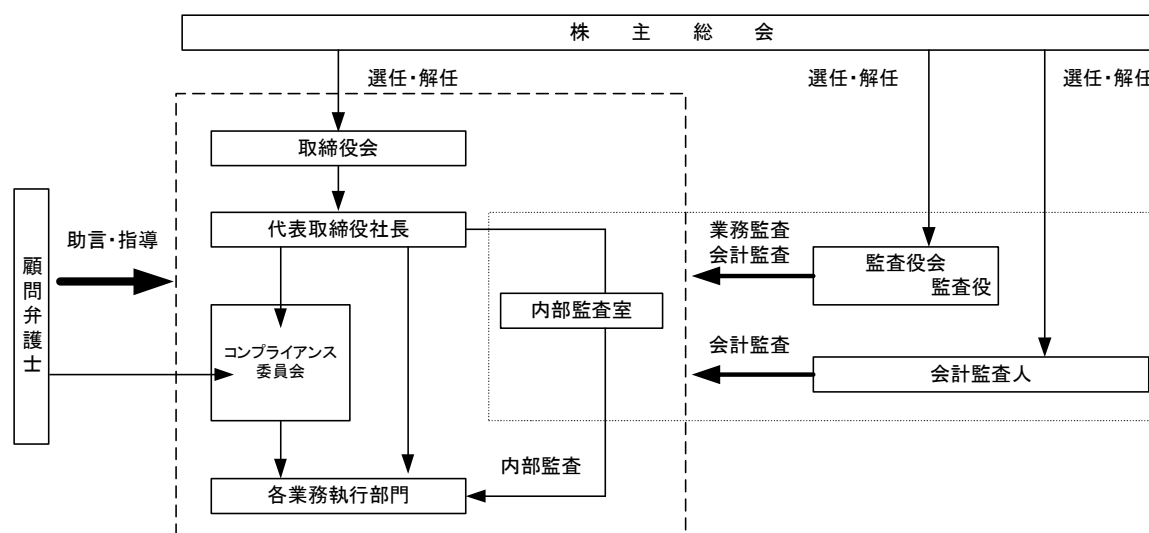 株主総会
選任・解任
選任・解任
選任・解任
取締役会
代表取締役社長
助言・指導
業務監査
会計監査
監査役会
監査役
顧問弁護士
内部監査室
コンプライアンス
委員会
会計監査
会計監査人
内部監査
各業務執行部門